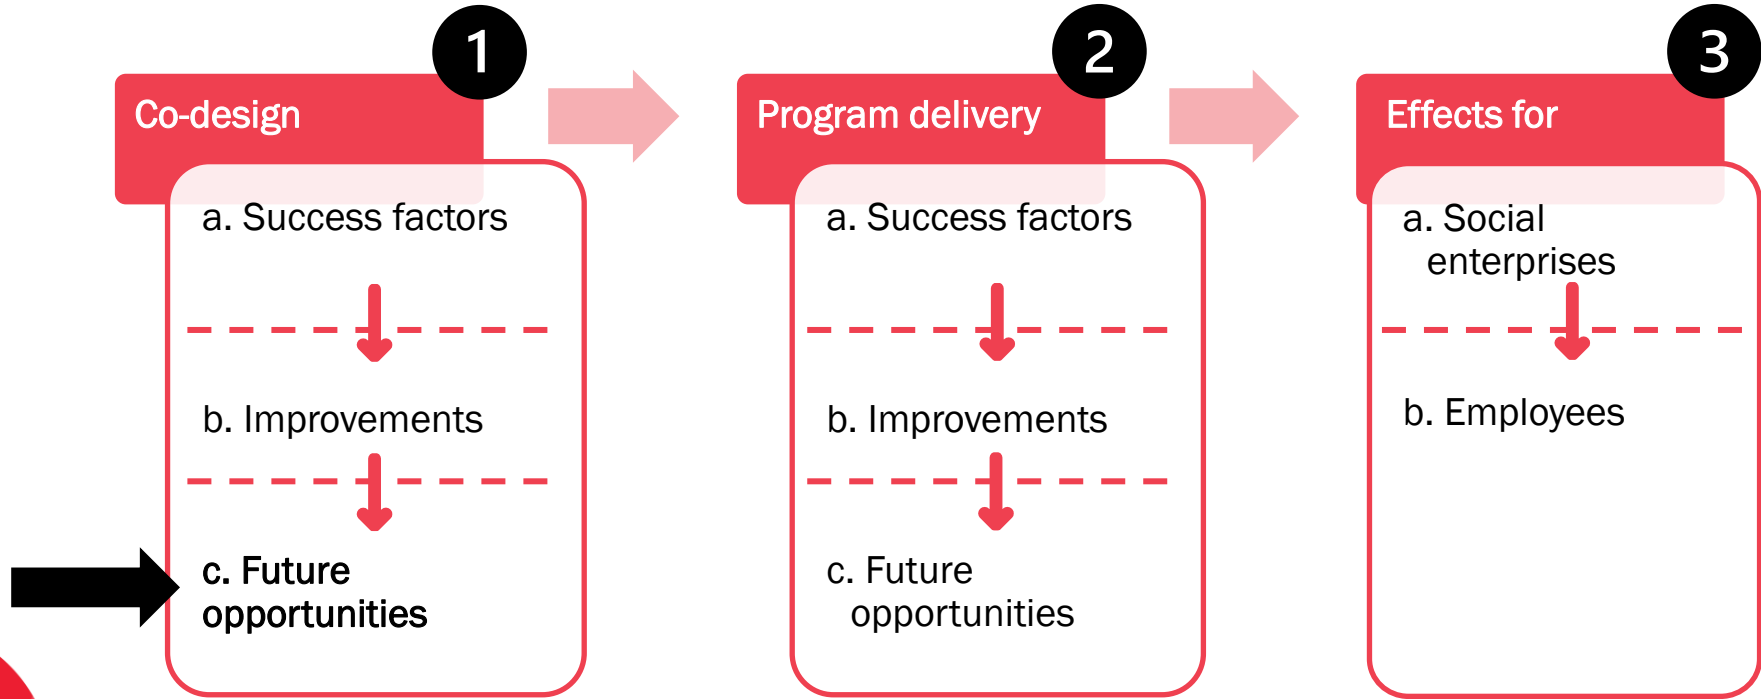 1
Co-design
a. Success factors
b. Improvements
c. Future
opportunities
2
Program delivery
a. Success factors
b. Improvements
c. Future
opportunities
3
Effects for
a. Social
enterprises
b. Employees